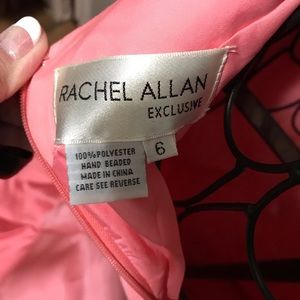 RACHEL ALLAN
EXCLUSIVE
6
100% POLYESTER
HAND BEADED
MADE IN CHINA
CARE SEE REVERSE